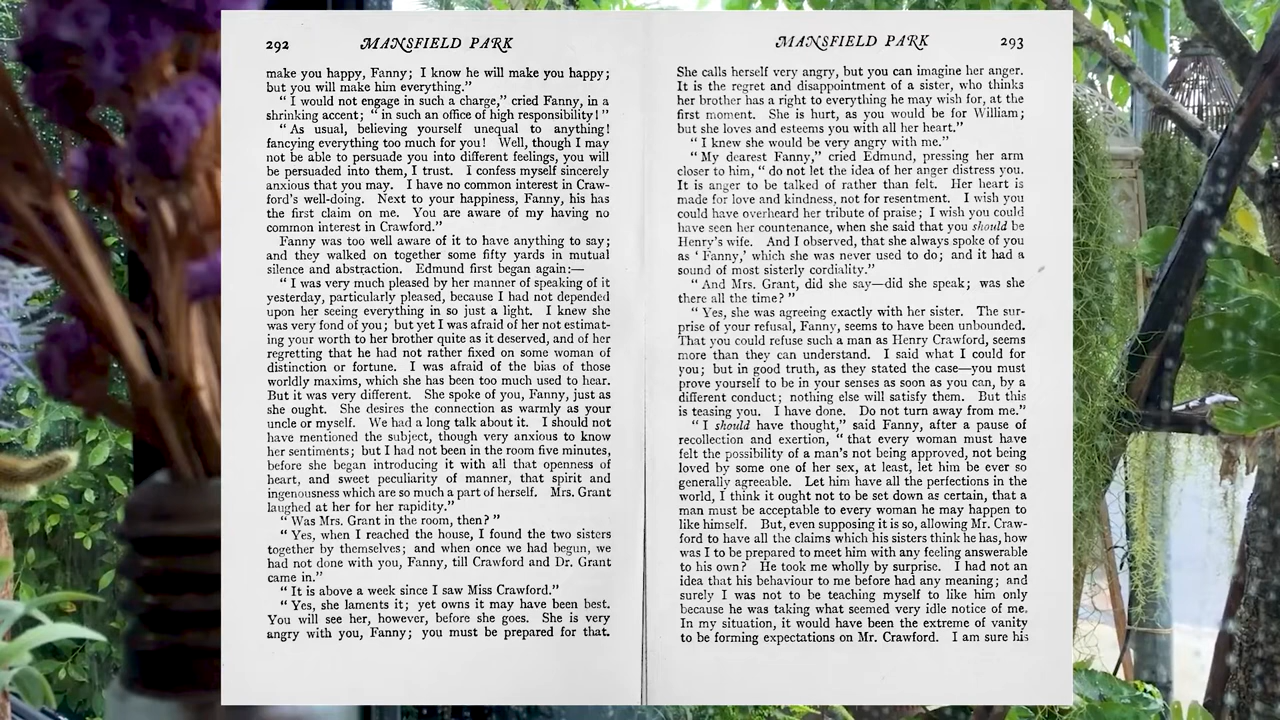 292 MANSFIELD PARK
make you happy, Fanny; I know he will make you happy;
but you will make him everything.”
“ I would not engage in such a charge,” cried Fanny, in a
shrinking accent; “ in such an office of high responsibility! ”
“ As usual, believing yourself unequal to anything!
fancying everything too much for you! Well, though I may
not be able to persuade you into different feelings, you will
be persuaded into them, I trust. I confess myself sincerely
anxious that you may. I have no common interest in Craw-
ford’s well-doing. Next to your happiness, Fanny, his has
the first claim on me. You are aware of my having no
common interest in Crawford.”
Fanny was too well aware of it to have anything to say;
and they walked on together some fifty yards in mutual
silence and abstraction. Edmund first began again:—
“ I was very much pleased by her manner of speaking of it
yesterday, particularly pleased, because I had not depended
upon her seeing everything in so just a light. I knew she
was very fond of you; but yet I was afraid of her not estimat-
ing your worth to her brother quite as it deserved, and of her
regretting that he had not rather fixed on some woman of
distinction or fortune. I was afraid of the bias of those
worldly maxims, which she has been too much used to hear.
But it was very different. She spoke of you, Fanny, just as
she ought. She desires the connection as warmly as your
uncle or myself. We had a long talk about it. I should not
have mentioned the subject, though very anxious to know
her sentiments; but I had not been in the room five minutes,
before she began introducing it with all that openness of
heart, and sweet peculiarity of manner, that spirit and
ingenousness which are so much a part of herself. Mrs. Grant
laughed at her for her rapidity.”
“ Was Mrs. Grant in the room, then? ”
“ Yes, when I reached the house, I found the two sisters
together by themselves; and when once we had begun, we
had not done with you, Fanny, till Crawford and Dr. Grant
came in.”
“ It is above a week since I saw Miss Crawford.”
“ Yes, she laments it; yet owns it may have been best.
You will see her, however, before she goes. She is very
angry with you, Fanny; you must be prepared for that.
MANSFIELD PARK 293
She calls herself very angry, but you can imagine her anger.
It is the regret and disappointment of a sister, who thinks
her brother has a right to everything he may wish for, at the
first moment. She is hurt, as you would be for William;
but she loves and esteems you with all her heart.”
“ I knew she would be very angry with me.”
“ My dearest Fanny,” cried Edmund, pressing her arm
closer to him, “ do not let the idea of her anger distress you.
It is anger to be talked of rather than felt. Her heart is
made for love and kindness, not for resentment. I wish you
could have overheard her tribute of praise; I wish you could
have seen her countenance, when she said that you should be
Henry’s wife. And I observed, that she always spoke of you
as ‘ Fanny,’ which she was never used to do; and it had a
sound of most sisterly cordiality.”
“ And Mrs. Grant, did she say—did she speak; was she
there all the time? ”
“ Yes, she was agreeing exactly with her sister. The sur-
prise of your refusal, Fanny, seems to have been unbounded.
That you could refuse such a man as Henry Crawford, seems
more than they can understand. I said what I could for
you; but in good truth, as they stated the case—you must
prove yourself to be in your senses as soon as you can, by a
different conduct; nothing else will satisfy them. But this
is teasing you. I have done. Do not turn away from me.”
“ I should have thought,” said Fanny, after a pause of
recollection and exertion, “ that every woman must have
felt the possibility of a man’s not being approved, not being
loved by some one of her sex, at least, let him be ever so
generally agreeable. Let him have all the perfections in the
world, I think it ought not to be set down as certain, that a
man must be acceptable to every woman he may happen to
like himself. But, even supposing it is so, allowing Mr. Craw-
ford to have all the claims which his sisters think he has, how
was I to be prepared to meet him with any feeling answerable
to his own? He took me wholly by surprise. I had not an
idea that his behaviour to me before had any meaning; and
surely I was not to be teaching myself to like him only
because he was taking what seemed very idle notice of me.
In my situation, it would have been the extreme of vanity
to be forming expectations on Mr. Crawford. I am sure his